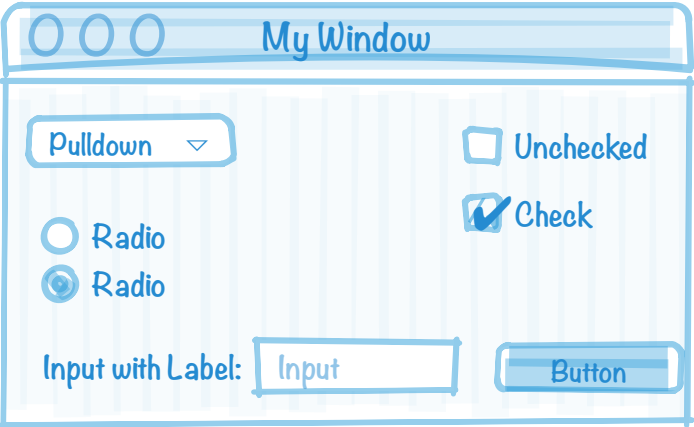 My Window
Pulldown
Unchecked
Check
Radio
Radio
Input with Label: Input
Button